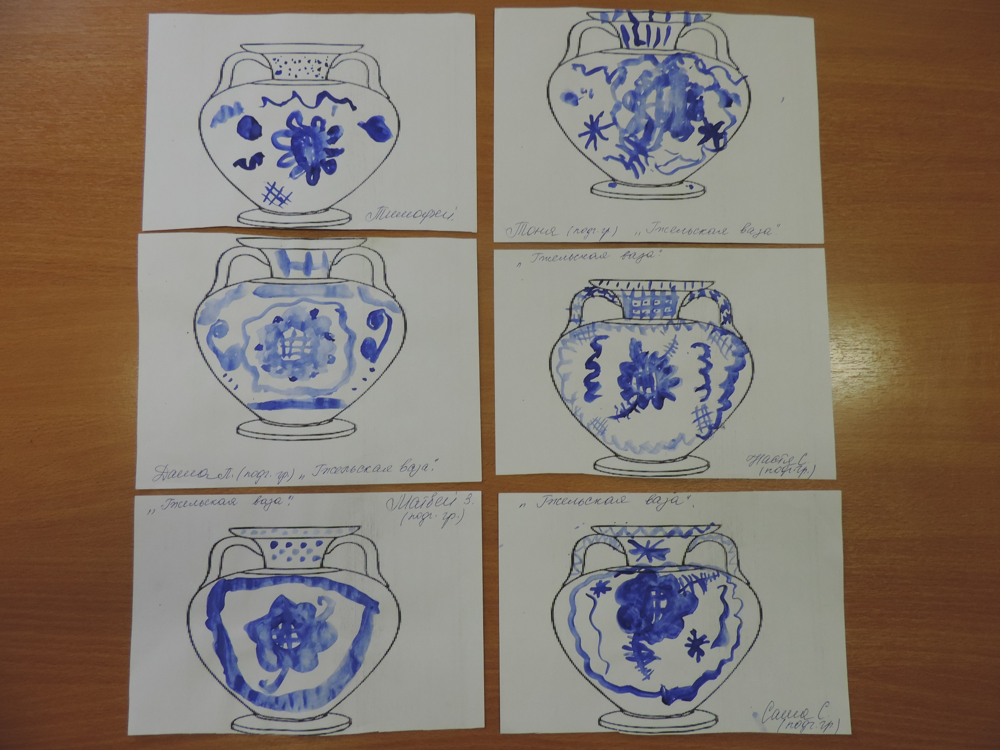 Тимофей.
Тоня (подг. гр.) „Гжельская ваза".
Даша Л. (подг. гр.) „Гжельская ваза".
„Гжельская ваза".
Настя С.
(подг. гр.)
„Гжельская ваза".
Матвей З.
(подг. гр.)
„Гжельская ваза".
Саша С.
(подг. гр.)